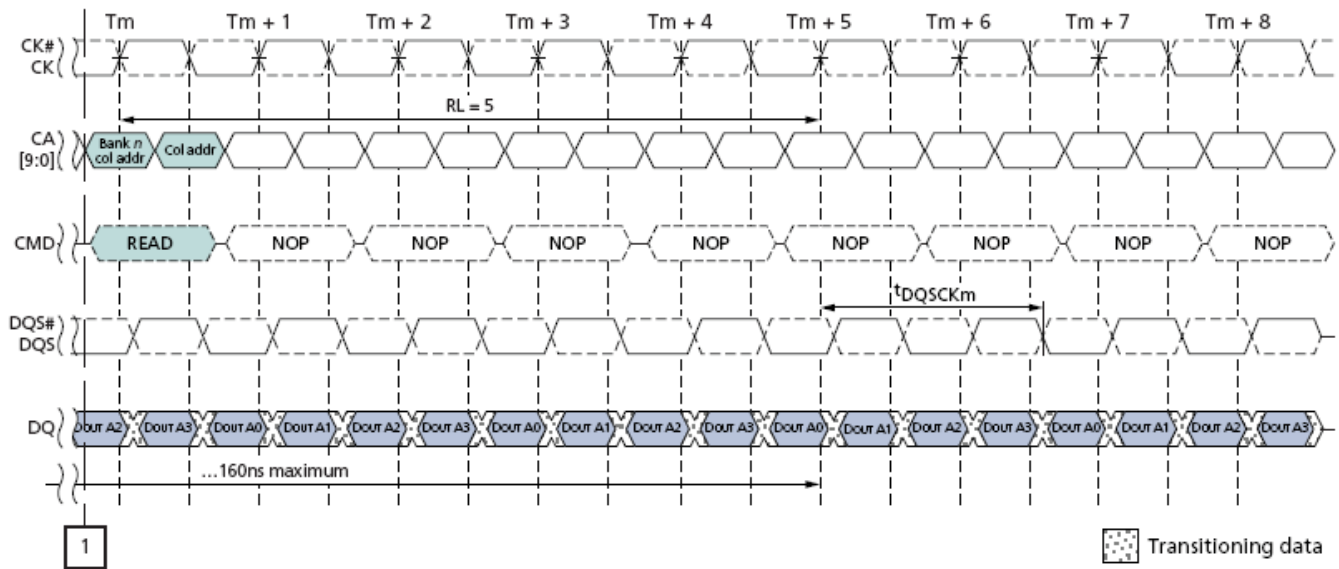 Tm Tm + 1 Tm + 2 Tm + 3 Tm + 4 Tm + 5 Tm + 6 Tm + 7 Tm + 8
CK#
CK
RL = 5
CA
[9:0]
Bank n
col addr
Col addr
CMD READ NOP NOP NOP NOP NOP NOP NOP NOP
tDQSCKm
DQS#
DQS
DQ DOUT A2 DOUT A3 DOUT A0 DOUT A1 DOUT A2 DOUT A3 DOUT A0 DOUT A1 DOUT A2 DOUT A3 DOUT A0 DOUT A1 DOUT A2 DOUT A3 DOUT A0 DOUT A1 DOUT A2 DOUT A3
...160ns maximum
1
Transitioning data